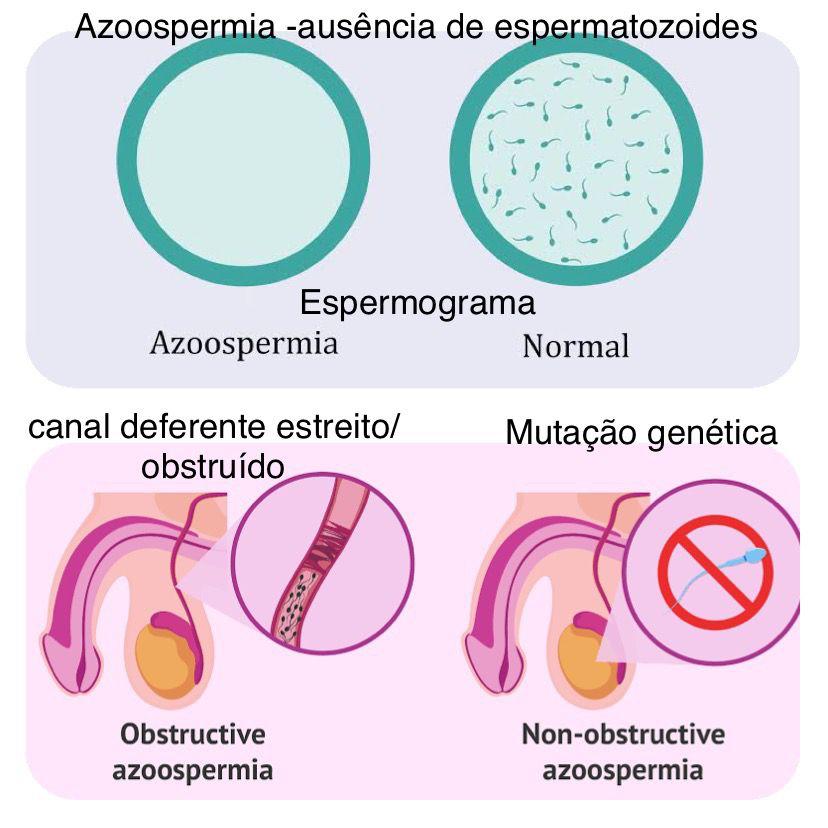 Azoospermia -ausência de espermatozoides
Espermograma
Azoospermia
Normal
canal deferente estreito/
obstruído
Mutação genética
Obstructive
azoospermia
Non-obstructive
azoospermia